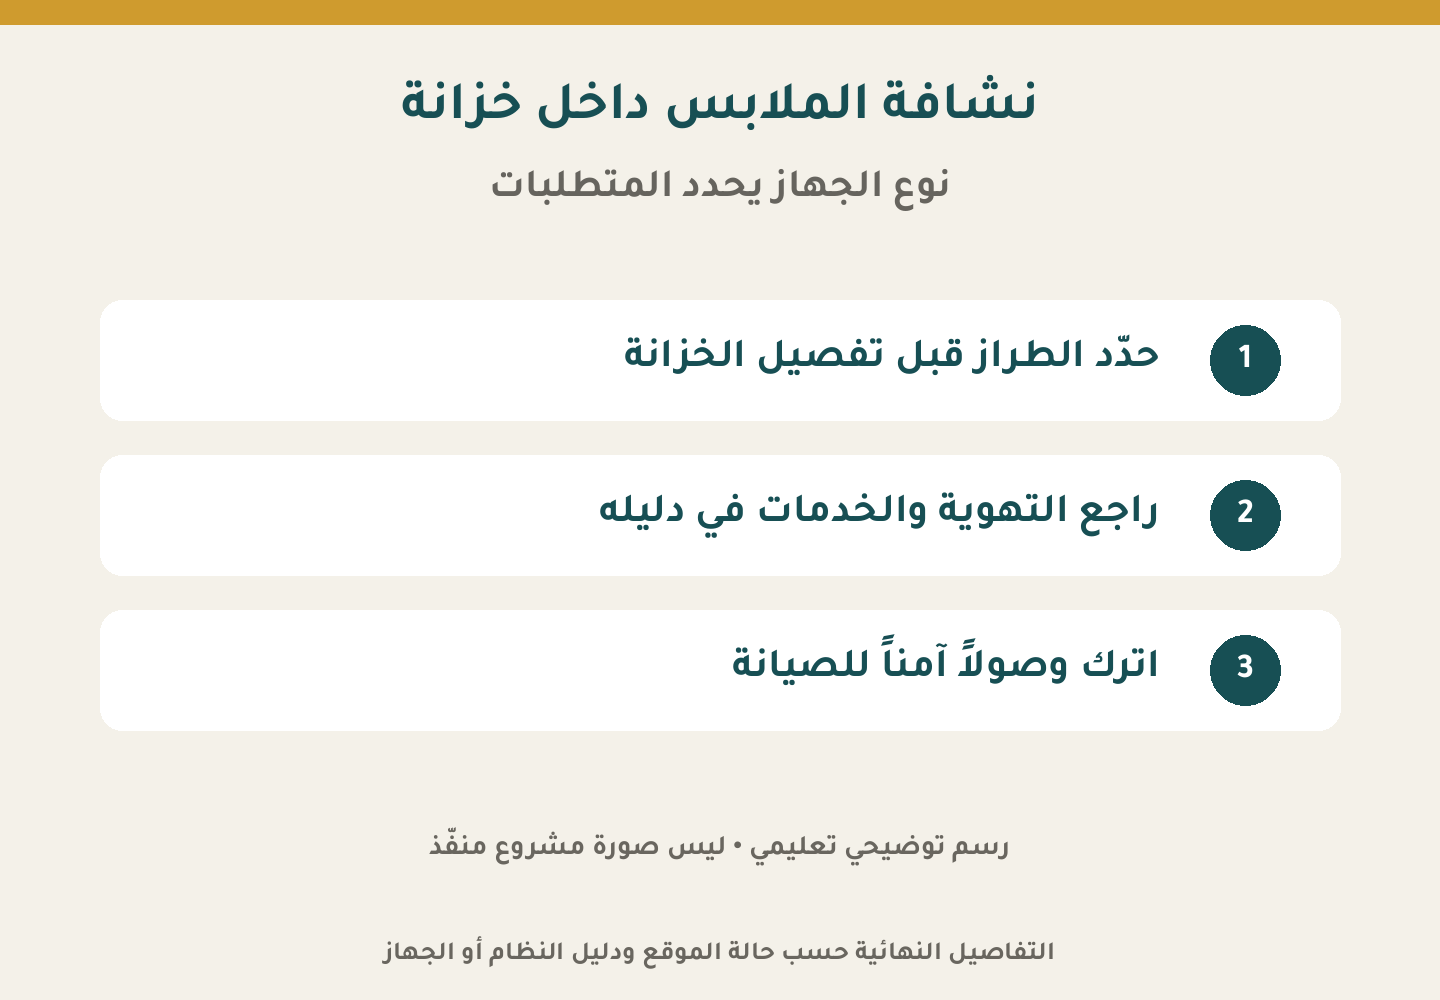 نشافة الملابس داخل خزانة
نوع الجهاز يحدد المتطلبات
1 حدّد الطراز قبل تفصيل الخزانة
2 راجع التهوية والخدمات في دليله
3 اترك وصولاً آمناً للصيانة
رسم توضيحي تعليمي • ليس صورة مشروع منفّذ
التفاصيل النهائية حسب حالة الموقع ودليل النظام أو الجهاز